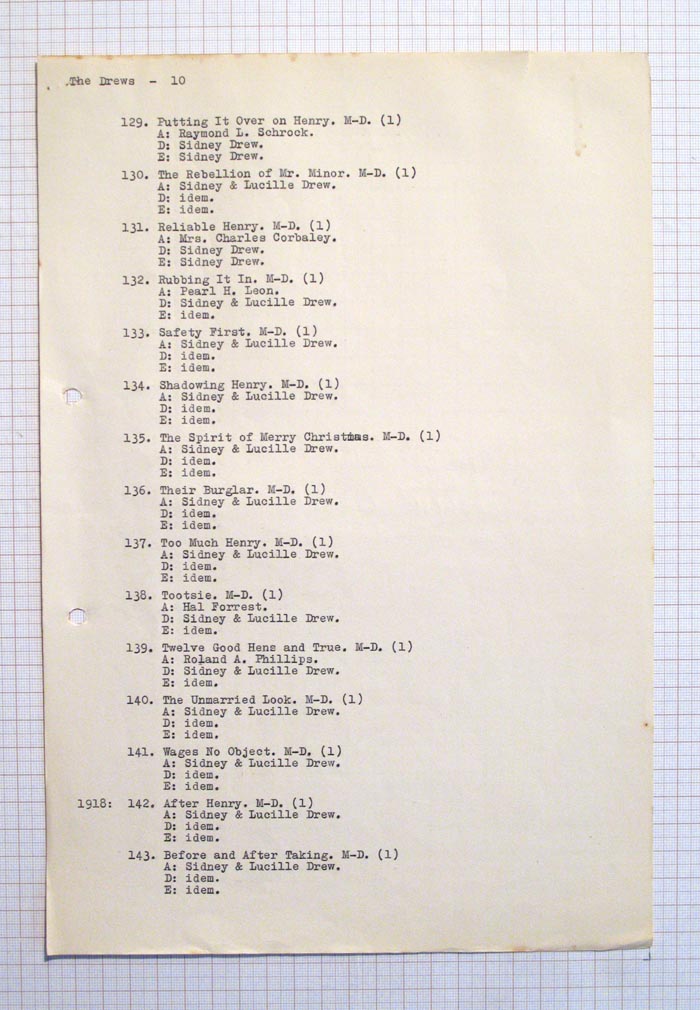 The Drews - 10
129. Putting It Over on Henry. M-D. (1)
A: Raymond L. Schrock.
D: Sidney Drew.
E: Sidney Drew.
130. The Rebellion of Mr. Minor. M-D. (1)
A: Sidney & Lucille Drew.
D: idem.
E: idem.
131. Reliable Henry. M-D. (1)
A: Mrs. Charles Corbaley.
D: Sidney Drew.
E: Sidney Drew.
132. Rubbing It In. M-D. (1)
A: Pearl H. Leon.
D: Sidney & Lucille Drew.
E: idem.
133. Safety First. M-D. (1)
A: Sidney & Lucille Drew.
D: idem.
E: idem.
134. Shadowing Henry. M-D. (1)
A: Sidney & Lucille Drew.
D: idem.
E: idem.
135. The Spirit of Merry Christmas. M-D. (1)
A: Sidney & Lucille Drew.
D: idem.
E: idem.
136. Their Burglar. M-D. (1)
A: Sidney & Lucille Drew.
D: idem.
E: idem.
137. Too Much Henry. M-D. (1)
A: Sidney & Lucille Drew.
D: idem.
E: idem.
138. Tootsie. M-D. (1)
A: Hal Forrest.
D: Sidney & Lucille Drew.
E: idem.
139. Twelve Good Hens and True. M-D. (1)
A: Roland A. Phillips.
D: Sidney & Lucille Drew.
E: idem.
140. The Unmarried Look. M-D. (1)
A: Sidney & Lucille Drew.
D: idem.
E: idem.
141. Wages No Object. M-D. (1)
A: Sidney & Lucille Drew.
D: idem.
E: idem.
1918: 142. After Henry. M-D. (1)
A: Sidney & Lucille Drew.
D: idem.
E: idem.
143. Before and After Taking. M-D. (1)
A: Sidney & Lucille Drew.
D: idem.
E: idem.